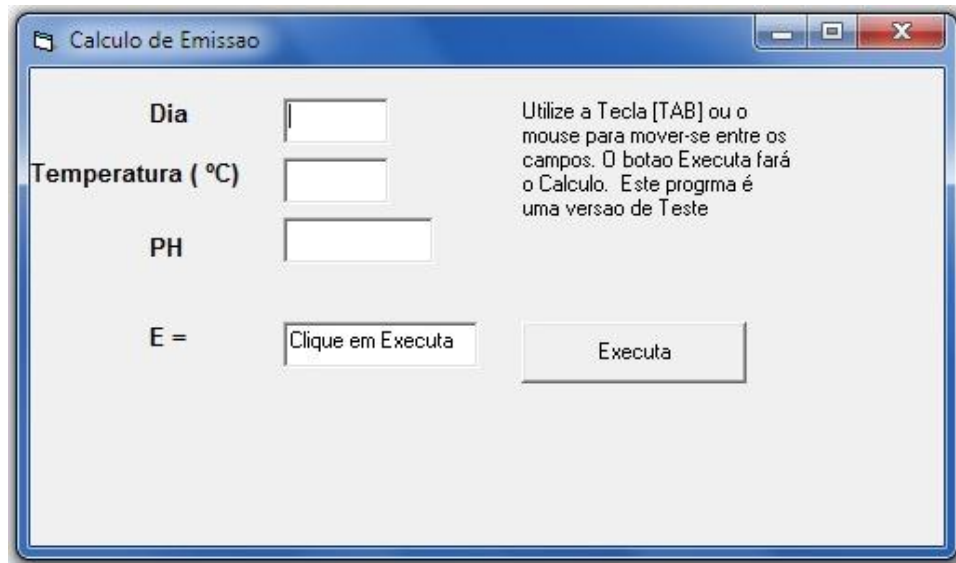 Calculo de Emissao
Dia
Temperatura ( ºC)
PH
E =
Clique em Executa
Utilize a Tecla [TAB] ou o
mouse para mover-se entre os
campos. O botao Executa fará
o Calculo.  Este progrma é
uma versao de Teste
Executa